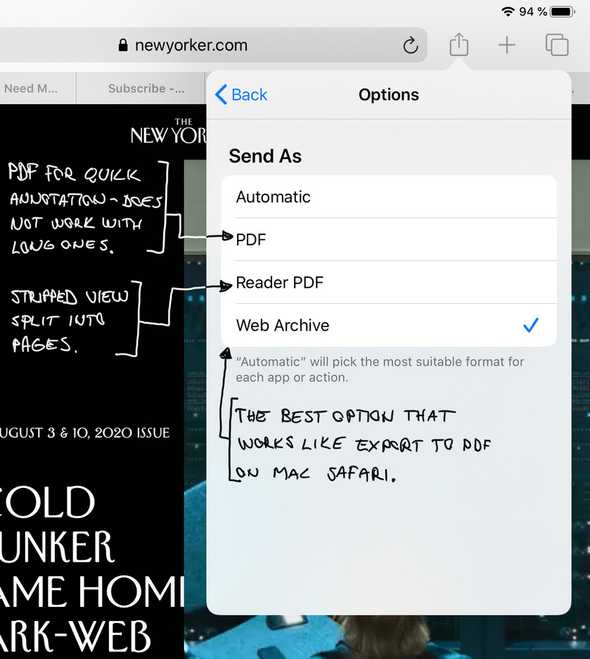 94 %
newyorker.com
Need M...
Subscribe -...
Back
Options
THE
NEW YOR
Send As
PDF FOR QUICK
ANNOTATION - DOES
NOT WORK WITH
LONG ONES.
Automatic
PDF
STRIPPED VIEW
SPLIT INTO
PAGES.
Reader PDF
Web Archive
“Automatic” will pick the most suitable format for
each app or action.
THE BEST OPTION THAT
WORKS LIKE EXPORT TO PDF
ON MAC SAFARI.
UGUST 3 & 10, 2020 ISSUE
COLD
UNKER
AME HOM
ARK-WEB